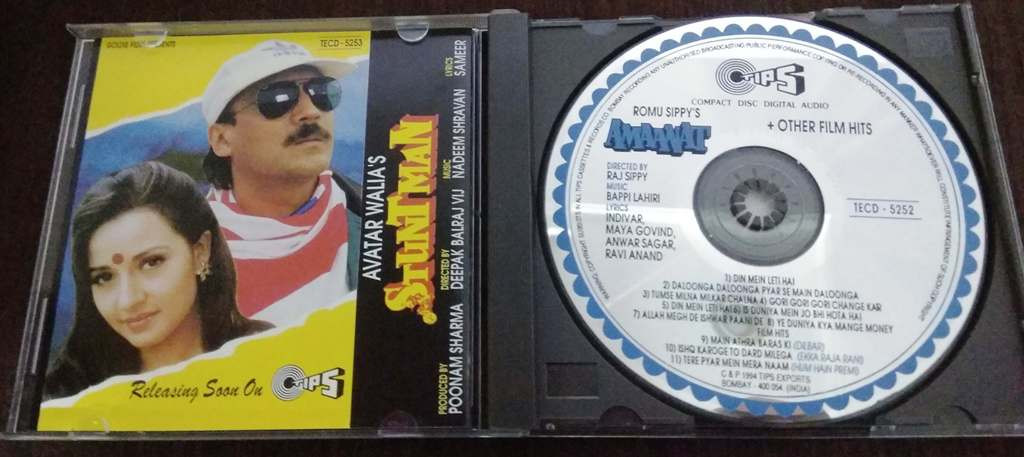 TECD-5253
AVATAR WALIA'S
STUNTMAN
PRODUCED BY
POONAM SHARMA
DIRECTED BY
DEEPAK BALRAJ VIJ
MUSIC
NADEEM SHRAVAN
LYRICS
SAMEER
Releasing Soon On TIPS
TIPS
COMPACT DISC DIGITAL AUDIO
ROMU SIPPY'S
AMAANAT
+ OTHER FILM HITS
DIRECTED BY
RAJ SIPPY
MUSIC
BAPPI LAHIRI
LYRICS
INDIVAR,
MAYA GOVIND,
ANWAR SAGAR,
RAVI ANAND
TECD - 5252
1) DIN MEIN LETI HAI
2) DALOONGA DALOONGA PYAR SE MAIN DALOONGA
3) TUMSE MILNA MILKAR CHALNA 4) GORI GORI GORI CHANGE KAR
5) DIN MEIN LETI HAI 6) IS DUNIYA MEIN JO BHI HOTA HAI
7) ALLAH MEGH DE ISHWAR PAANI DE 8) YE DUNIYA KYA MANGE MONEY
FILM HITS
9) MAIN ATHRA BARAS KI (DEBAR)
10) ISHQ KAROGE TO DARD MILEGA (EKKA RAJA RANI)
11) TERE PYAR MEIN MERA NAAM (HUM HAIN PREMI)
C & P 1994 TIPS EXPORTS
BOMBAY - 400 054 (INDIA)